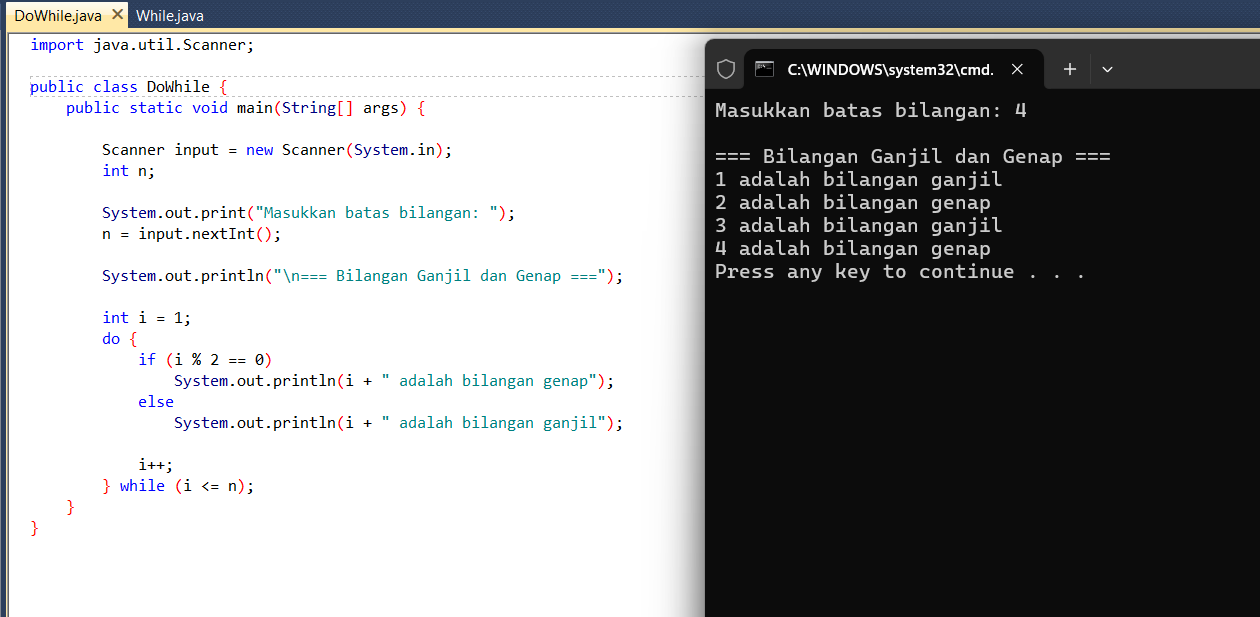 DoWhile.java While.java
import java.util.Scanner;
public class DoWhile {
    public static void main(String[] args) {
        Scanner input = new Scanner(System.in);
        int n;
        System.out.print("Masukkan batas bilangan: ");
        n = input.nextInt();
        System.out.println("\n=== Bilangan Ganjil dan Genap ===");
        int i = 1;
        do {
            if (i % 2 == 0)
                System.out.println(i + " adalah bilangan genap");
            else
                System.out.println(i + " adalah bilangan ganjil");
            i++;
        } while (i <= n);
    }
}
C:\WINDOWS\system32\cmd.
Masukkan batas bilangan: 4
=== Bilangan Ganjil dan Genap ===
1 adalah bilangan ganjil
2 adalah bilangan genap
3 adalah bilangan ganjil
4 adalah bilangan genap
Press any key to continue . . .